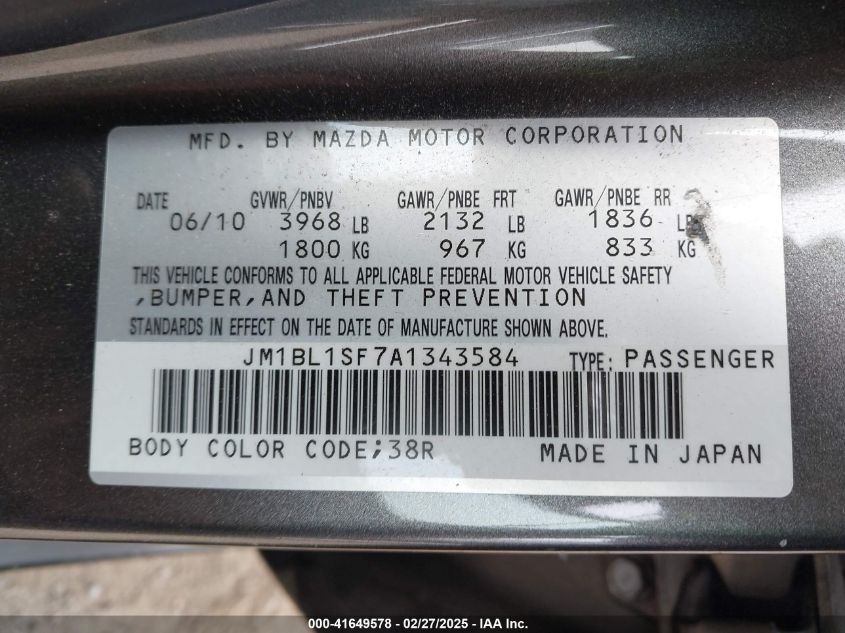 MFD. BY MAZDA MOTOR CORPORATION
DATE GVWR/PNBV GAWR/PNBE FRT GAWR/PNBE RR
06/10 3968 LB 2132 LB 1836 LB
1800 KG 967 KG 833 KG
THIS VEHICLE CONFORMS TO ALL APPLICABLE FEDERAL MOTOR VEHICLE SAFETY
,BUMPER,AND THEFT PREVENTION
STANDARDS IN EFFECT ON THE DATE OF MANUFACTURE SHOWN ABOVE.
JM1BL1SF7A1343584 TYPE: PASSENGER
BODY COLOR CODE;38R MADE IN JAPAN
000-41649578 / 02/27/2025 - IAA Inc.